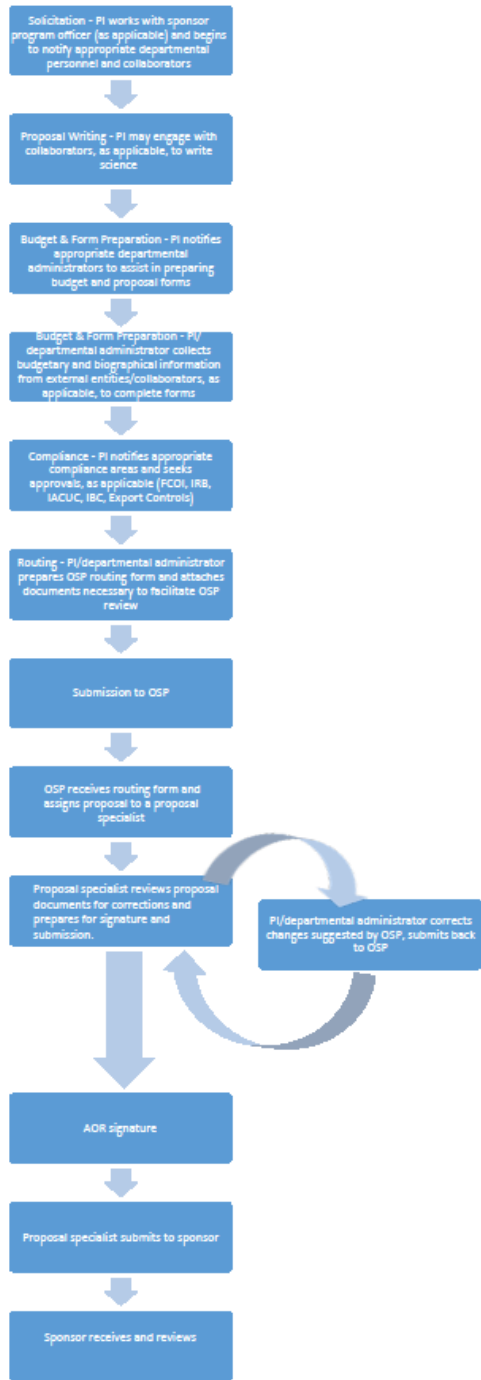 Solicitation - PI works with sponsor
program officer (as applicable) and begins
to notify appropriate departmental
personnel and collaborators
Proposal Writing - PI may engage with
collaborators, as applicable, to write
science
Budget & Form Preparation - PI notifies
appropriate departmental
administrators to assist in preparing
budget and proposal forms
Budget & Form Preparation - PI/
departmental administrator collects
budgetary and biographical information
from external entities/collaborators, as
applicable, to complete forms
Compliance - PI notifies appropriate
compliance areas and seeks
approvals, as applicable (FCOI, IRB,
IACUC, IBC, Export Controls)
Routing - PI/departmental administrator
prepares OSP routing form and attaches
documents necessary to facilitate OSP
review
Submission to OSP
OSP receives routing form and
assigns proposal to a proposal
specialist
Proposal specialist reviews proposal
documents for corrections and
prepares for signature and
submission.
PI/departmental administrator corrects
changes suggested by OSP, submits back
to OSP
AOR signature
Proposal specialist submits to sponsor
Sponsor receives and reviews